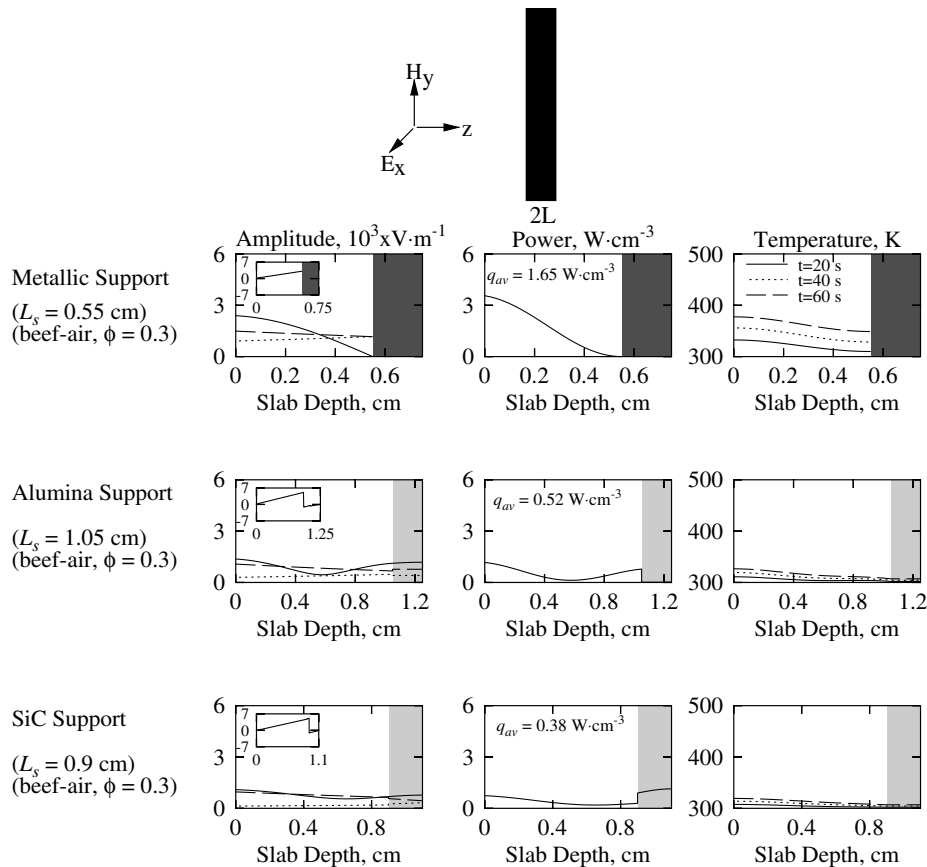 H_y
z
E_x
2L
Amplitude, 10³xV·m⁻¹
Power, W·cm⁻³
Temperature, K
Metallic Support
(L_s = 0.55 cm)
(beef-air, ϕ = 0.3)
6
3
0
7
0
-7
0 0.75
0 0.2 0.4 0.6
Slab Depth, cm
6
3
0
q_av = 1.65 W·cm⁻³
0 0.2 0.4 0.6
Slab Depth, cm
500
400
300
t=20 s
t=40 s
t=60 s
0 0.2 0.4 0.6
Slab Depth, cm
Alumina Support
(L_s = 1.05 cm)
(beef-air, ϕ = 0.3)
6
3
0
7
0
-7
0 1.25
0 0.4 0.8 1.2
Slab Depth, cm
6
3
0
q_av = 0.52 W·cm⁻³
0 0.4 0.8 1.2
Slab Depth, cm
500
400
300
0 0.4 0.8 1.2
Slab Depth, cm
SiC Support
(L_s = 0.9 cm)
(beef-air, ϕ = 0.3)
6
3
0
7
0
-7
0 1.1
0 0.4 0.8
Slab Depth, cm
6
3
0
q_av = 0.38 W·cm⁻³
0 0.4 0.8
Slab Depth, cm
500
400
300
0 0.4 0.8
Slab Depth, cm